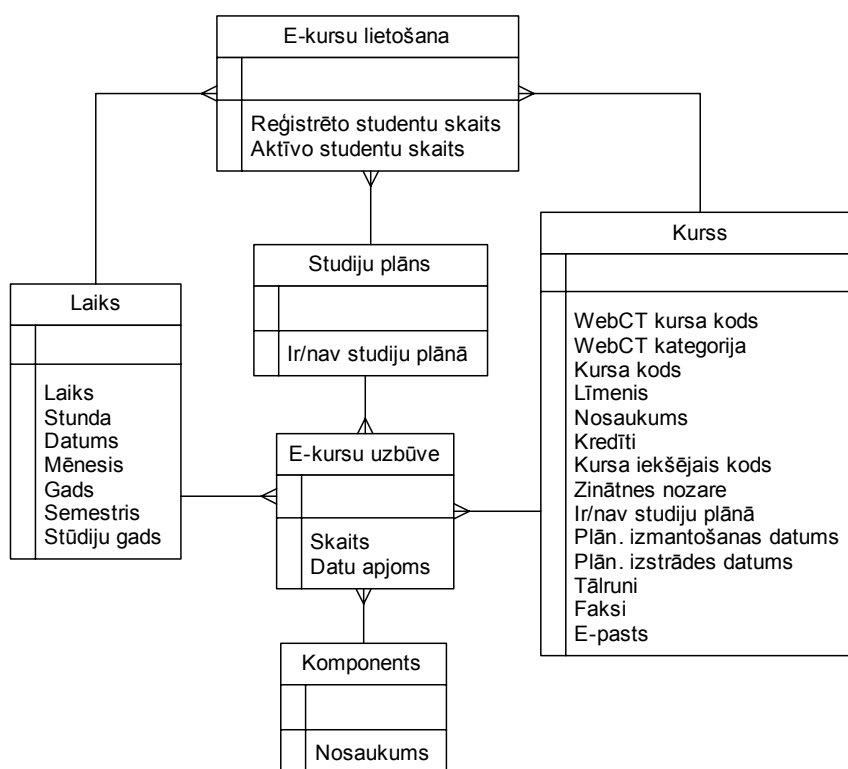 E-kursu lietošana
Reģistrēto studentu skaits
Aktīvo studentu skaits
Studiju plāns
Ir/nav studiju plānā
Laiks
Laiks
Stunda
Datums
Mēnesis
Gads
Semestris
Stūdiju gads
Kurss
WebCT kursa kods
WebCT kategorija
Kursa kods
Līmenis
Nosaukums
Kredīti
Kursa iekšējais kods
Zinātnes nozare
Ir/nav studiju plānā
Plān. izmantošanas datums
Plān. izstrādes datums
Tālruni
Faksi
E-pasts
E-kursu uzbūve
Skaits
Datu apjoms
Komponents
Nosaukums